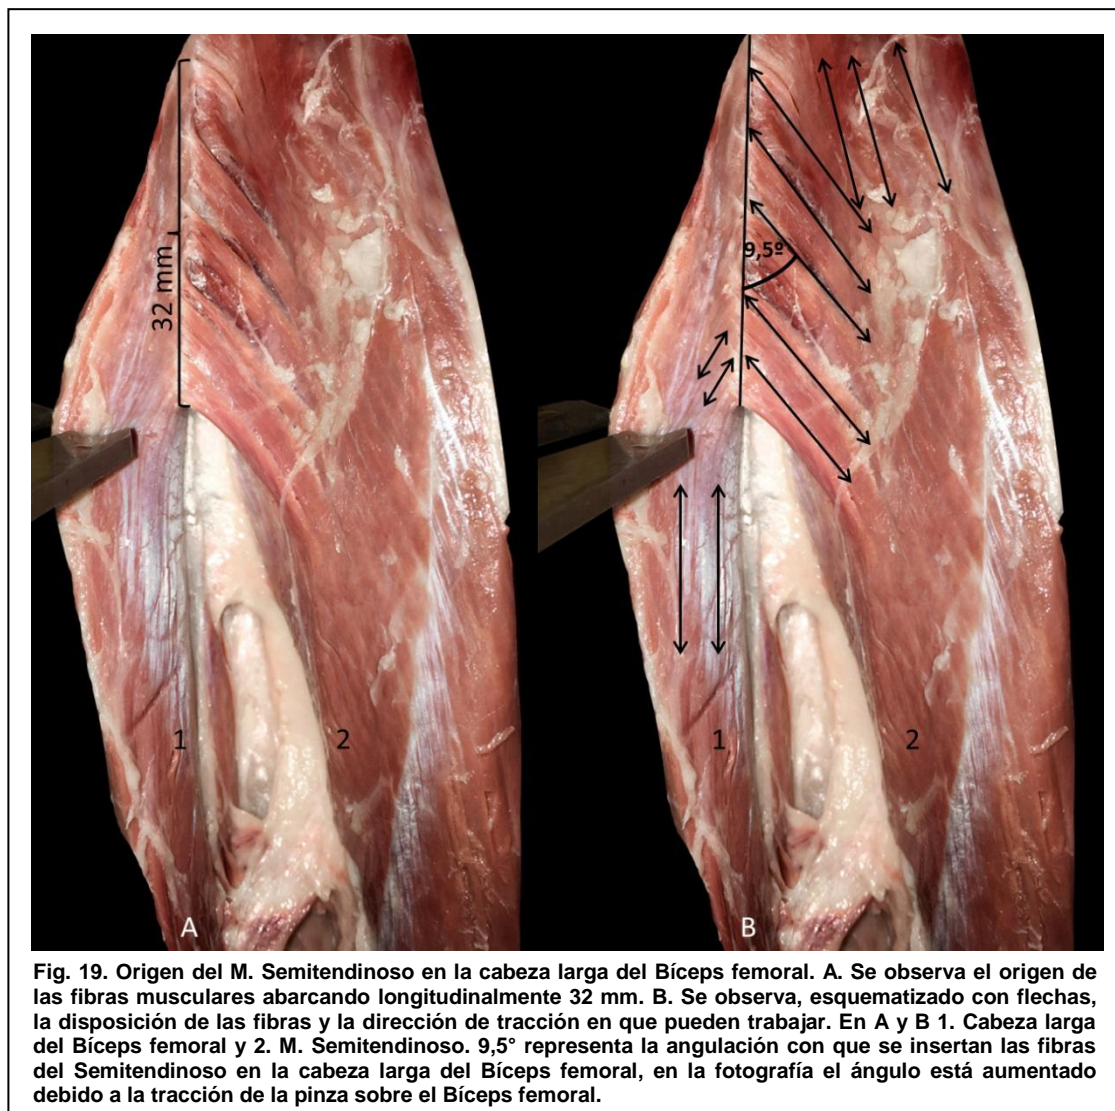 32 mm
9,5º
1
2
1
2
A
B
Fig. 19. Origen del M. Semitendinoso en la cabeza larga del Bíceps femoral. A. Se observa el origen de
las fibras musculares abarcando longitudinalmente 32 mm. B. Se observa, esquematizado con flechas,
la disposición de las fibras y la dirección de tracción en que pueden trabajar. En A y B 1. Cabeza larga
del Bíceps femoral y 2. M. Semitendinoso. 9,5° representa la angulación con que se insertan las fibras
del Semitendinoso en la cabeza larga del Bíceps femoral, en la fotografía el ángulo está aumentado
debido a la tracción de la pinza sobre el Bíceps femoral.